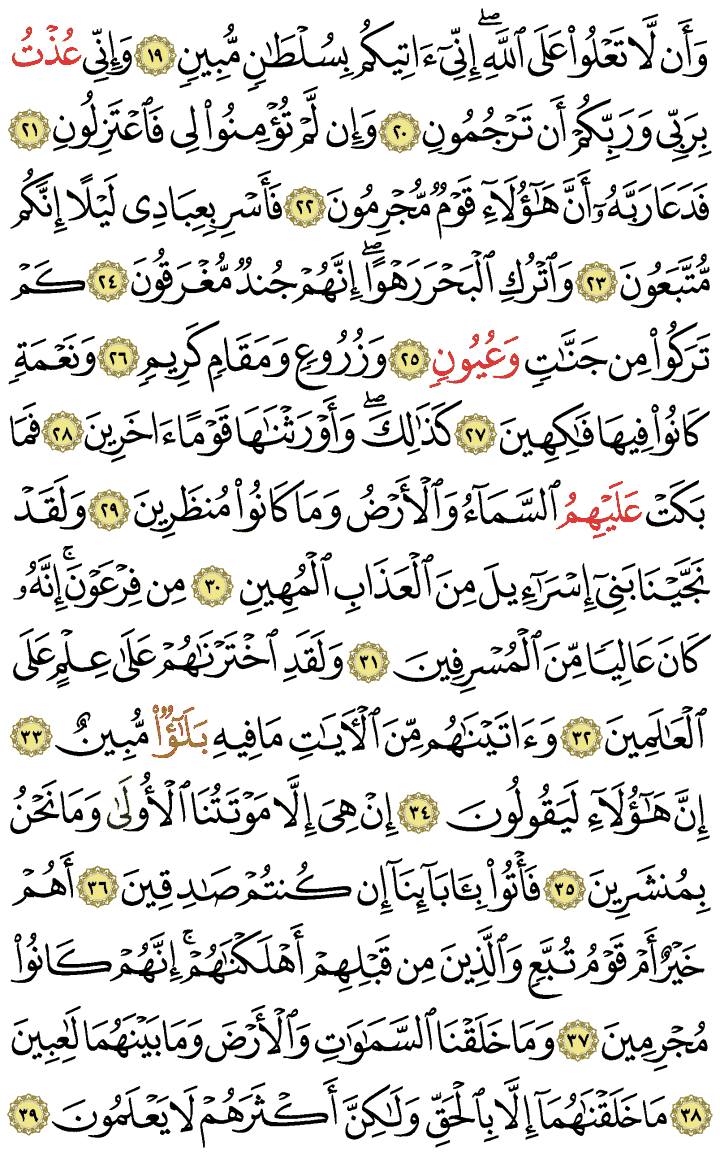 وَأَن لَّا تَعْلُوا۟ عَلَى ٱللَّهِ ۖ إِنِّىٓ ءَاتِيكُم بِسُلْطَـٰنٍ مُّبِينٍ ١٩ وَإِنِّى عُذْتُ
بِرَبِّى وَرَبِّكُمْ أَن تَرْجُمُونِ ٢٠ وَإِن لَّمْ تُؤْمِنُوا۟ لِى فَٱعْتَزِلُونِ ٢١
فَدَعَا رَبَّهُۥٓ أَنَّ هَـٰٓؤُلَآءِ قَوْمٌ مُّجْرِمُونَ ٢٢ فَأَسْرِ بِعِبَادِى لَيْلًا إِنَّكُم
مُّتَّبَعُونَ ٢٣ وَٱتْرُكِ ٱلْبَحْرَ رَهْوًا ۖ إِنَّهُمْ جُندٌ مُّغْرَقُونَ ٢٤ كَمْ
تَرَكُوا۟ مِن جَنَّـٰتٍ وَعُيُونٍ ٢٥ وَزُرُوعٍ وَمَقَامٍ كَرِيمٍ ٢٦ وَنَعْمَةٍ
كَانُوا۟ فِيهَا فَـٰكِهِينَ ٢٧ كَذَٰلِكَ ۖ وَأَوْرَثْنَـٰهَا قَوْمًا ءَاخَرِينَ ٢٨ فَمَا
بَكَتْ عَلَيْهِمُ ٱلسَّمَآءُ وَٱلْأَرْضُ وَمَا كَانُوا۟ مُنظَرِينَ ٢٩ وَلَقَدْ
نَجَّيْنَا بَنِىٓ إِسْرَٰٓءِيلَ مِنَ ٱلْعَذَابِ ٱلْمُهِينِ ٣٠ مِن فِرْعَوْنَ ۚ إِنَّهُۥ
كَانَ عَالِيًا مِّنَ ٱلْمُسْرِفِينَ ٣١ وَلَقَدِ ٱخْتَرْنَـٰهُمْ عَلَىٰ عِلْمٍ عَلَى
ٱلْعَـٰلَمِينَ ٣٢ وَءَاتَيْنَـٰهُم مِّنَ ٱلْـَٔايَـٰتِ مَا فِيهِ بَلَـٰٓؤٌا۟ مُّبِينٌ ٣٣
إِنَّ هَـٰٓؤُلَآءِ لَيَقُولُونَ ٣٤ إِنْ هِىَ إِلَّا مَوْتَتُنَا ٱلْأُولَىٰ وَمَا نَحْنُ
بِمُنشَرِينَ ٣٥ فَأْتُوا۟ بِـَٔابَآئِنَآ إِن كُنتُمْ صَـٰدِقِينَ ٣٦ أَهُمْ
خَيْرٌ أَمْ قَوْمُ تُبَّعٍ وَٱلَّذِينَ مِن قَبْلِهِمْ أَهْلَكْنَـٰهُمْ ۚ إِنَّهُمْ كَانُوا۟
مُجْرِمِينَ ٣٧ وَمَا خَلَقْنَا ٱلسَّمَـٰوَٰتِ وَٱلْأَرْضَ وَمَا بَيْنَهُمَا لَـٰعِبِينَ
٣٨ مَا خَلَقْنَـٰهُمَآ إِلَّا بِٱلْحَقِّ وَلَـٰكِنَّ أَكْثَرَهُمْ لَا يَعْلَمُونَ ٣٩